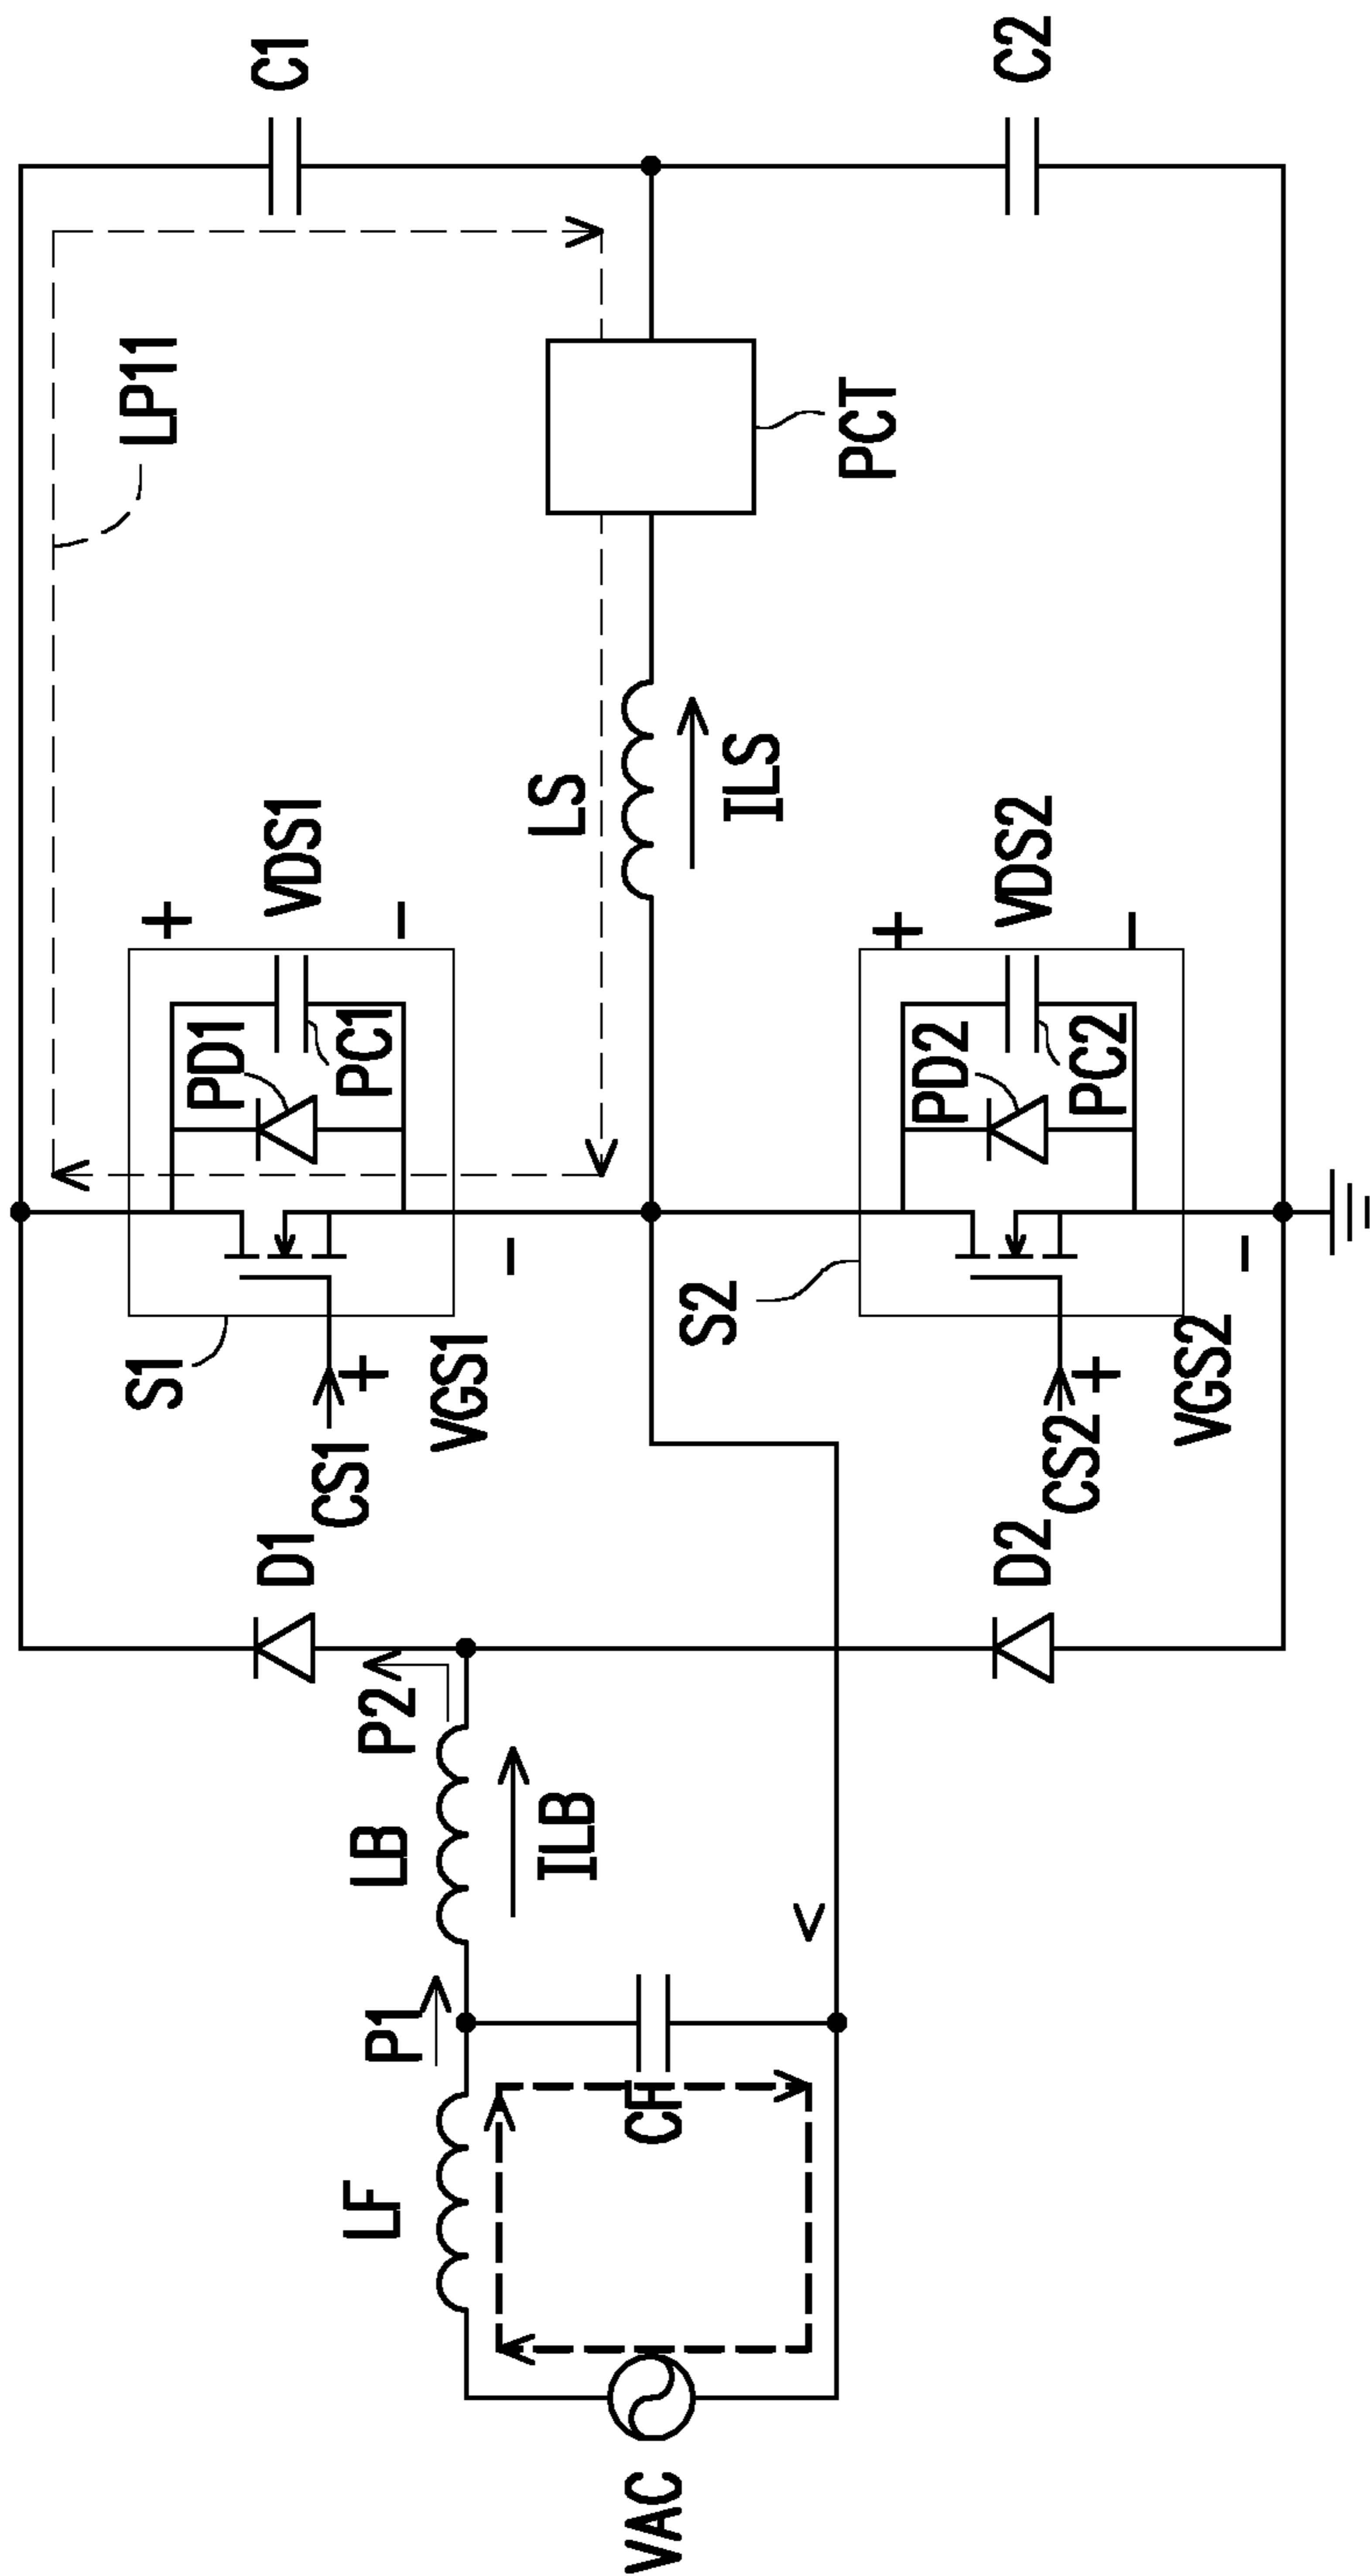 LP11
S1
PD1
C1
D1
VDS1
+
CS1
+
PC1
−
LF
P1
LB
P2
VGS1
−
LS
ILB
ILS
VAC
CF
S2
PCT
+
PD2
D2
VDS2
C2
CS2
+
PC2
−
VGS2
−